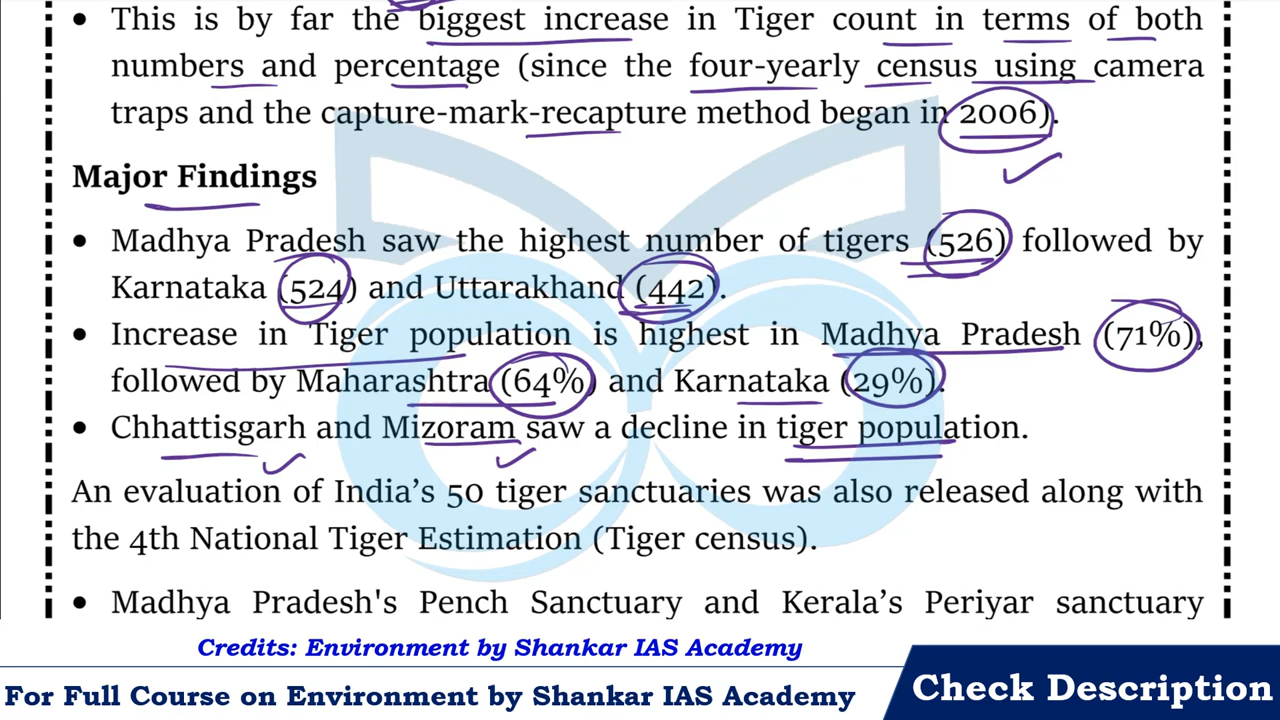 • This is by far the biggest increase in Tiger count in terms of both
numbers and percentage (since the four-yearly census using camera
traps and the capture-mark-recapture method began in 2006).
Major Findings
• Madhya Pradesh saw the highest number of tigers (526) followed by
Karnataka (524) and Uttarakhand (442).
• Increase in Tiger population is highest in Madhya Pradesh (71%),
followed by Maharashtra (64%) and Karnataka (29%).
• Chhattisgarh and Mizoram saw a decline in tiger population.
An evaluation of India’s 50 tiger sanctuaries was also released along with
the 4th National Tiger Estimation (Tiger census).
• Madhya Pradesh's Pench Sanctuary and Kerala’s Periyar sanctuary
Credits: Environment by Shankar IAS Academy
For Full Course on Environment by Shankar IAS Academy
Check Description